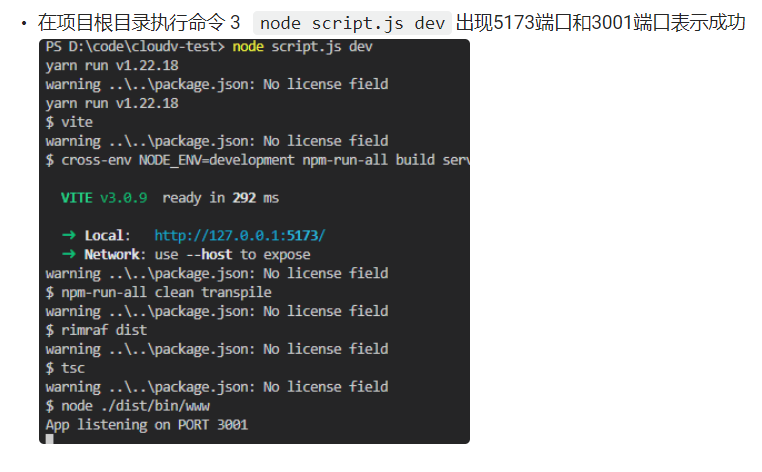 • 在项目根目录执行命令 3 node script.js dev 出现5173端口和3001端口表示成功
PS D:\code\cloudv-test> node script.js dev
yarn run v1.22.18
warning ..\..\package.json: No license field
yarn run v1.22.18
$ vite
warning ..\..\package.json: No license field
$ cross-env NODE_ENV=development npm-run-all build serv
VITE v3.0.9 ready in 292 ms
➜ Local: http://127.0.0.1:5173/
➜ Network: use --host to expose
warning ..\..\package.json: No license field
$ npm-run-all clean transpile
warning ..\..\package.json: No license field
$ rimraf dist
warning ..\..\package.json: No license field
$ tsc
warning ..\..\package.json: No license field
$ node ./dist/bin/www
App listening on PORT 3001